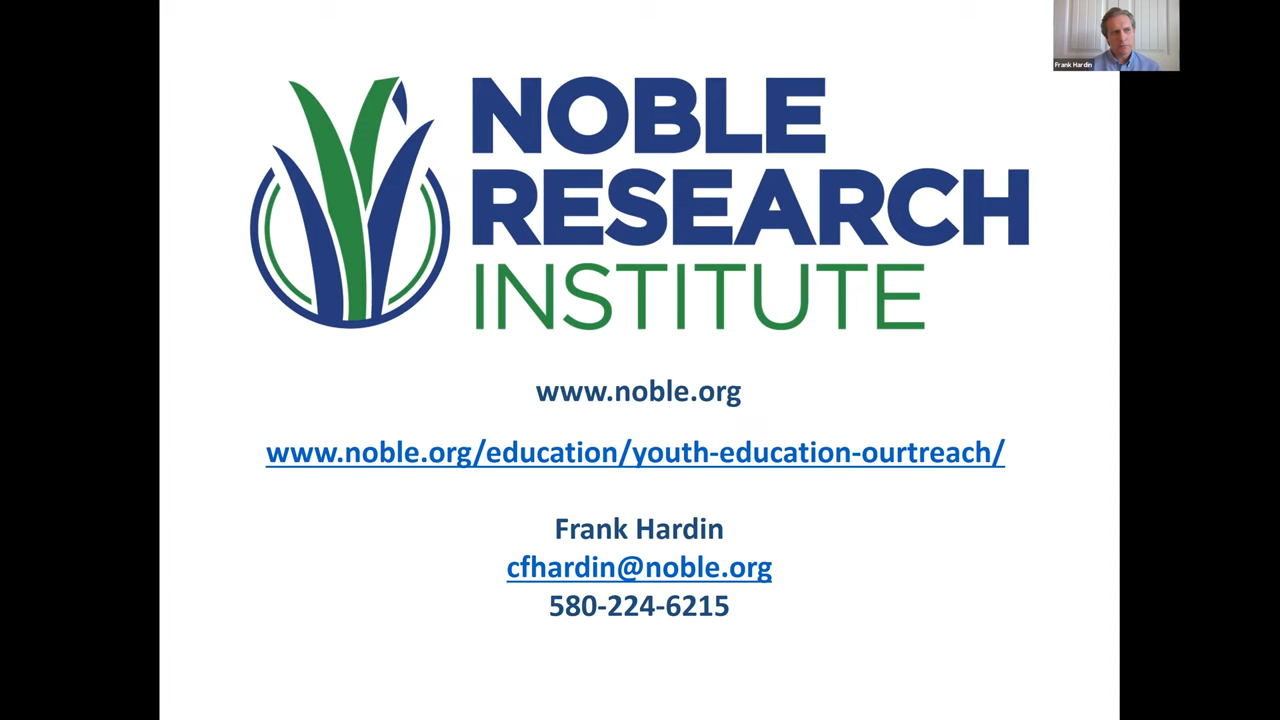 Frank Hardin
NOBLE
RESEARCH
INSTITUTE
www.noble.org
www.noble.org/education/youth-education-ourtreach/
Frank Hardin
cfhardin@noble.org
580-224-6215